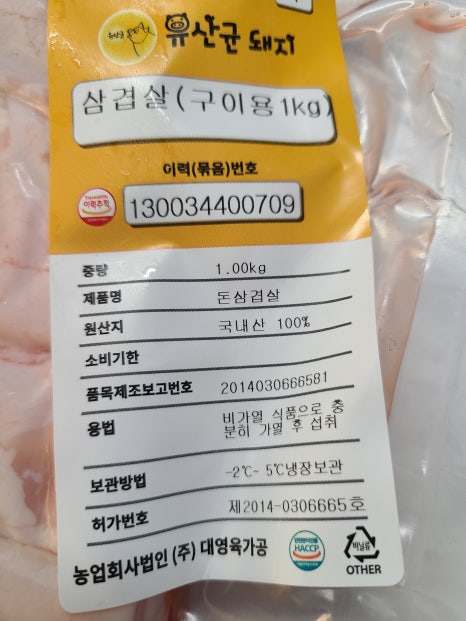 유산균 돼지
삼겹살(구이용1kg)
이력(묶음)번호
이력추적
130034400709
중량 1.00kg
제품명 돈삼겹살
원산지 국내산 100%
소비기한
품목제조보고번호 2014030666581
용법 비가열 식품으로 충
분히 가열 후 섭취
보관방법 -2℃~ 5℃냉장보관
허가번호 제2014-0306665호
농업회사법인 (주) 대영육가공
HACCP
비닐류
OTHER